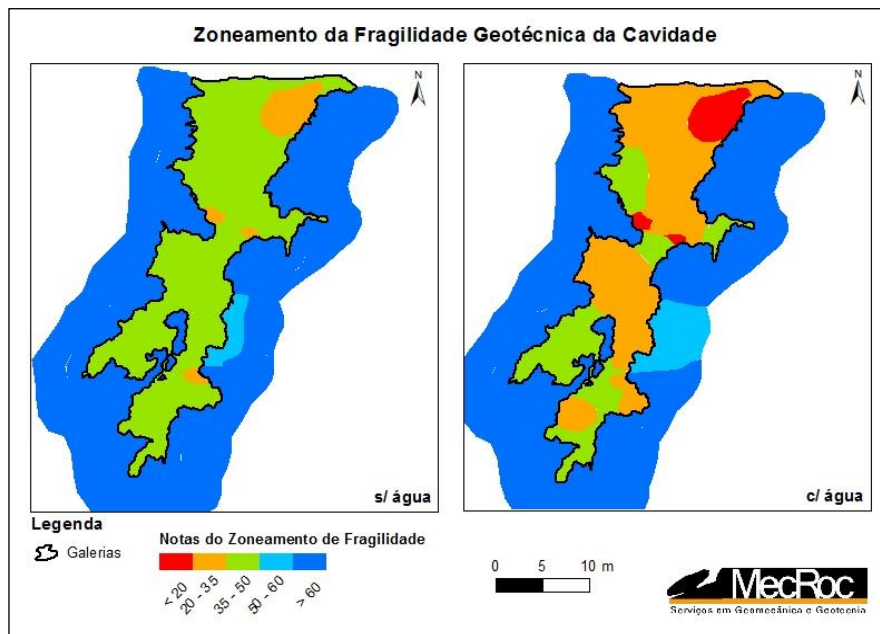 Zoneamento da Fragilidade Geotécnica da Cavidade
N
s/ água
N
c/ água
Legenda
Galerias
Notas do Zoneamento de Fragilidade
< 20
20 - 35
35 - 50
50 - 60
> 60
0 5 10 m
MecRoc
Serviços em Geomecânica e Geotecnia